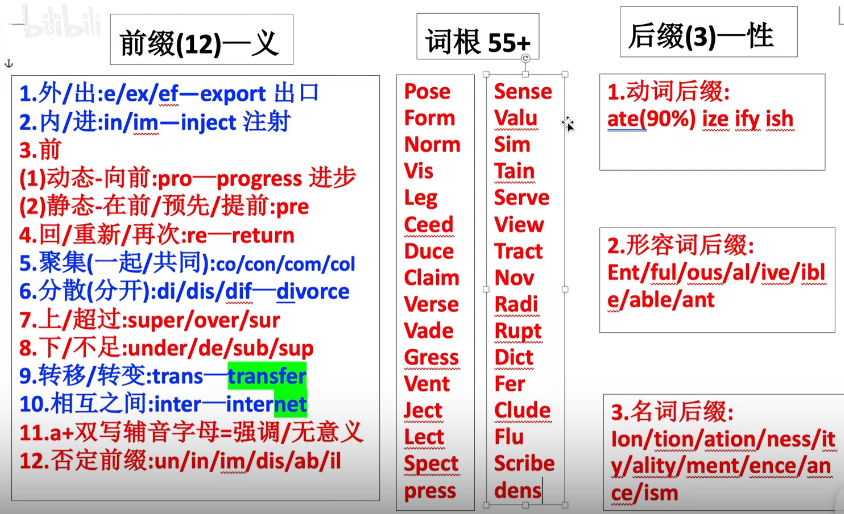 bilibili
前缀(12)—义
词根 55+
后缀(3)—性
1.外/出:e/ex/ef—export 出口
2.内/进:in/im—inject 注射
3.前
(1)动态-向前:pro—progress 进步
(2)静态-在前/预先/提前:pre
4.回/重新/再次:re—return
5.聚集(一起/共同):co/con/com/col
6.分散(分开):di/dis/dif—divorce
7.上/超过:super/over/sur
8.下/不足:under/de/sub/sup
9.转移/转变:trans—transfer
10.相互之间:inter—internet
11.a+双写辅音字母=强调/无意义
12.否定前缀:un/in/im/dis/ab/il
Pose
Form
Norm
Vis
Leg
Ceed
Duce
Claim
Verse
Vade
Gress
Vent
Ject
Lect
Spect
press
Sense
Valu
Sim
Tain
Serve
View
Tract
Nov
Radi
Rupt
Dict
Fer
Clude
Flu
Scribe
dens
1.动词后缀:
ate(90%) ize ify ish
2.形容词后缀:
Ent/ful/ous/al/ive/ibl
e/able/ant
3.名词后缀:
Ion/tion/ation/ness/it
y/ality/ment/ence/an
ce/ism